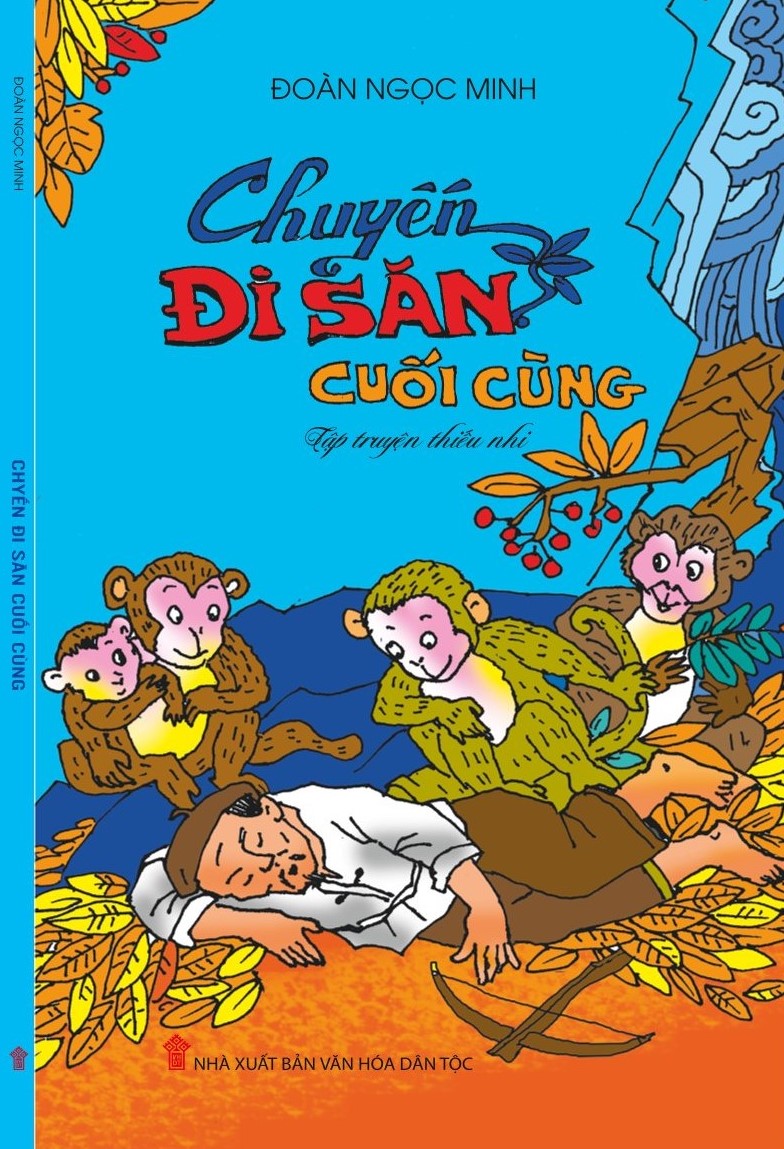 ĐOÀN NGỌC MINH
CHYẾN ĐI SĂN CUỐI CÙNG
ĐOÀN NGỌC MINH
Chuyến
ĐI SĂN
CUỐI CÙNG
Tập truyện thiếu nhi
NHÀ XUẤT BẢN VĂN HÓA DÂN TỘC